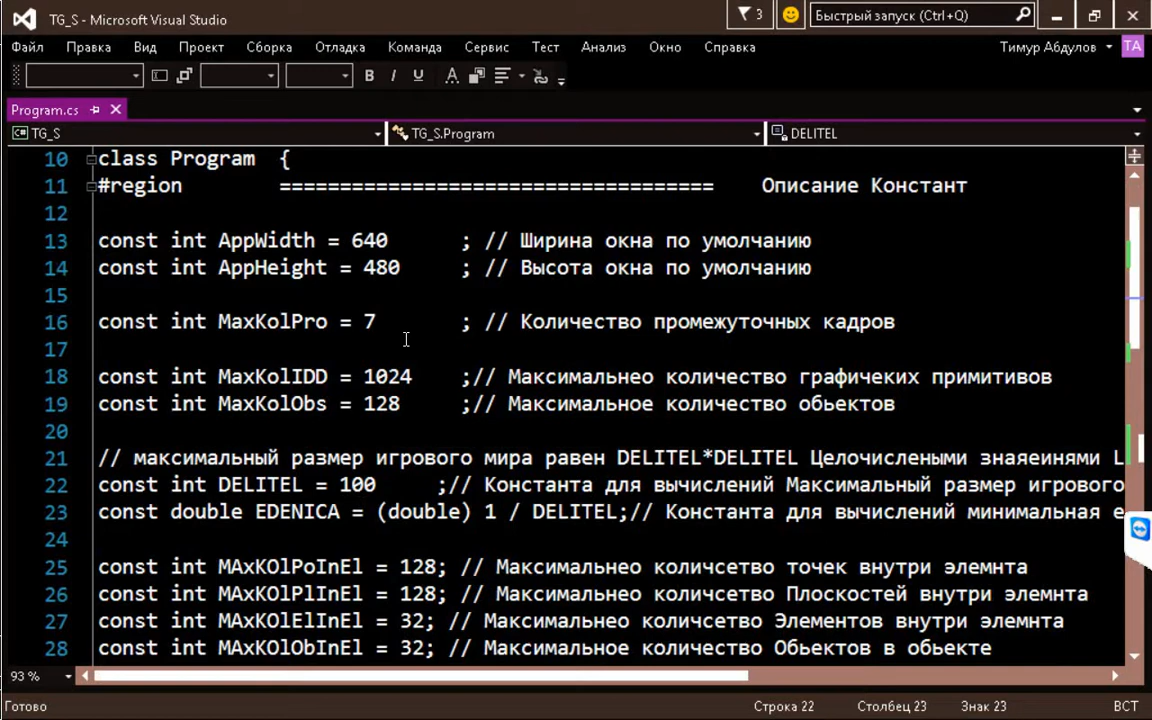 TG_S - Microsoft Visual Studio
3
Быстрый запуск (Ctrl+Q)
Файл Правка Вид Проект Сборка Отладка Команда Сервис Тест Анализ Окно Справка
Тимур Абдулов TA
B I U A
Program.cs
C# TG_S TG_S.Program DELITEL
10 class Program {
11 #region ==================================== Описание Констант
12
13 const int AppWidth = 640 ; // Ширина окна по умолчанию
14 const int AppHeight = 480 ; // Высота окна по умолчанию
15
16 const int MaxKolPro = 7 ; // Количество промежуточных кадров
17
18 const int MaxKolIDD = 1024 ;// Максимальнео количество графичеких примитивов
19 const int MaxKolObs = 128 ;// Максимальное количество обьектов
20
21 // максимальный размер игрового мира равен DELITEL*DELITEL Целочислеными знаяеинями L
22 const int DELITEL = 100 ;// Константа для вычислений Максимальный размер игрового
23 const double EDENICA = (double) 1 / DELITEL;// Константа для вычислений минимальная е
24
25 const int MAxKOlPoInEl = 128; // Максимальнео количсетво точек внутри элемнта
26 const int MAxKOlPlInEl = 128; // Максимальнео количсетво Плоскостей внутри элемнта
27 const int MAxKOlElInEl = 32; // Максимальнео количсетво Элементов внутри элемнта
28 const int MAxKOlObInEl = 32; // Максимальное количество Обьектов в обьекте
93 %
Готово Строка 22 Столбец 23 Знак 23 ВСТ